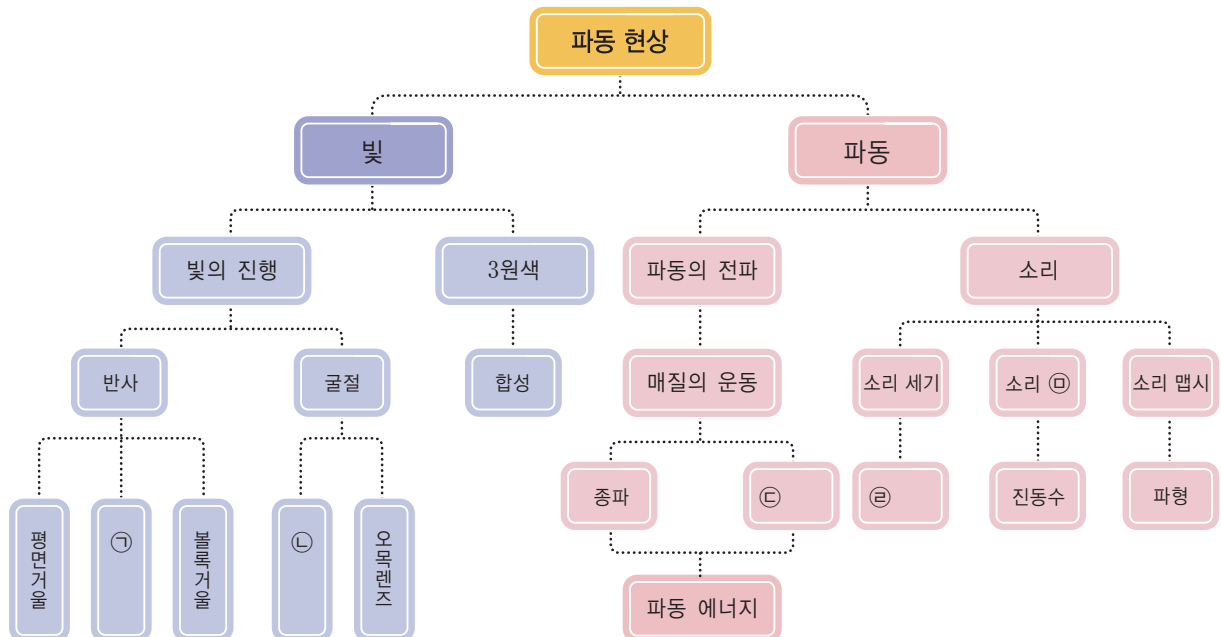 파동 현상
빛
파동
빛의 진행
3원색
파동의 전파
소리
반사
굴절
합성
매질의 운동
소리 세기
소리 ㉤
소리 맵시
종파
㉢
㉣
진동수
파형
평면거울
㉠
볼록거울
㉡
오목렌즈
파동 에너지